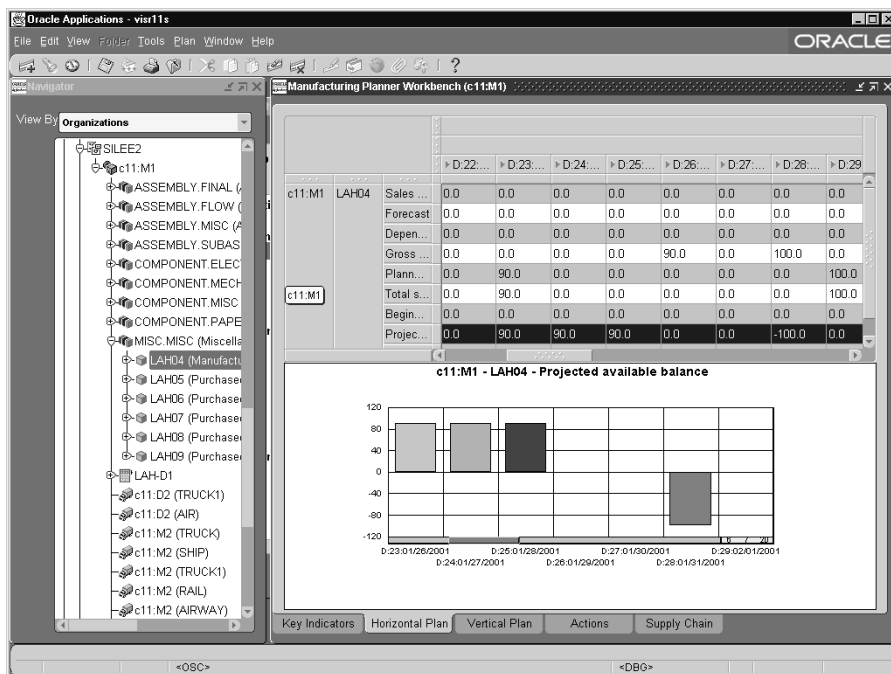 Oracle Applications - visr11s
File Edit View Folder Tools Plan Window Help
ORACLE
Navigator
Manufacturing Planner Workbench (c11:M1)
View By Organizations
SILEE2
c11:M1
ASSEMBLY.FINAL (
ASSEMBLY.FLOW (
ASSEMBLY.MISC (A
ASSEMBLY.SUBAS
COMPONENT.ELEC
COMPONENT.MECH
COMPONENT.MISC
COMPONENT.PAPE
MISC.MISC (Miscella
LAH04 (Manufactu
LAH05 (Purchase
LAH06 (Purchase
LAH07 (Purchase
LAH08 (Purchase
LAH09 (Purchase
LAH-D1
c11:D2 (TRUCK1)
c11:D2 (AIR)
c11:M2 (TRUCK)
c11:M2 (SHIP)
c11:M2 (TRUCK1)
c11:M2 (RAIL)
c11:M2 (AIRWAY)
D:22:... D:23:... D:24:... D:25:... D:26:... D:27:... D:28:... D:29
c11:M1 LAH04 Sales ... 0.0 0.0 0.0 0.0 0.0 0.0 0.0 0.0
Forecast 0.0 0.0 0.0 0.0 0.0 0.0 0.0 0.0
Depen... 0.0 0.0 0.0 0.0 0.0 0.0 0.0 0.0
Gross ... 0.0 0.0 0.0 0.0 90.0 0.0 100.0 0.0
Plann... 0.0 90.0 0.0 0.0 0.0 0.0 0.0 100.0
c11:M1 Total s... 0.0 90.0 0.0 0.0 0.0 0.0 0.0 100.0
Begin... 0.0 0.0 0.0 0.0 0.0 0.0 0.0 0.0
Projec... 0.0 90.0 90.0 90.0 0.0 0.0 -100.0 0.0
c11:M1 - LAH04 - Projected available balance
120
80
40
0
-40
-80
-120
6 7 20
D:23:01/26/2001 D:25:01/28/2001 D:27:01/30/2001 D:29:02/01/2001
D:24:01/27/2001 D:26:01/29/2001 D:28:01/31/2001
Key Indicators Horizontal Plan Vertical Plan Actions Supply Chain
<OSC> <DBG>